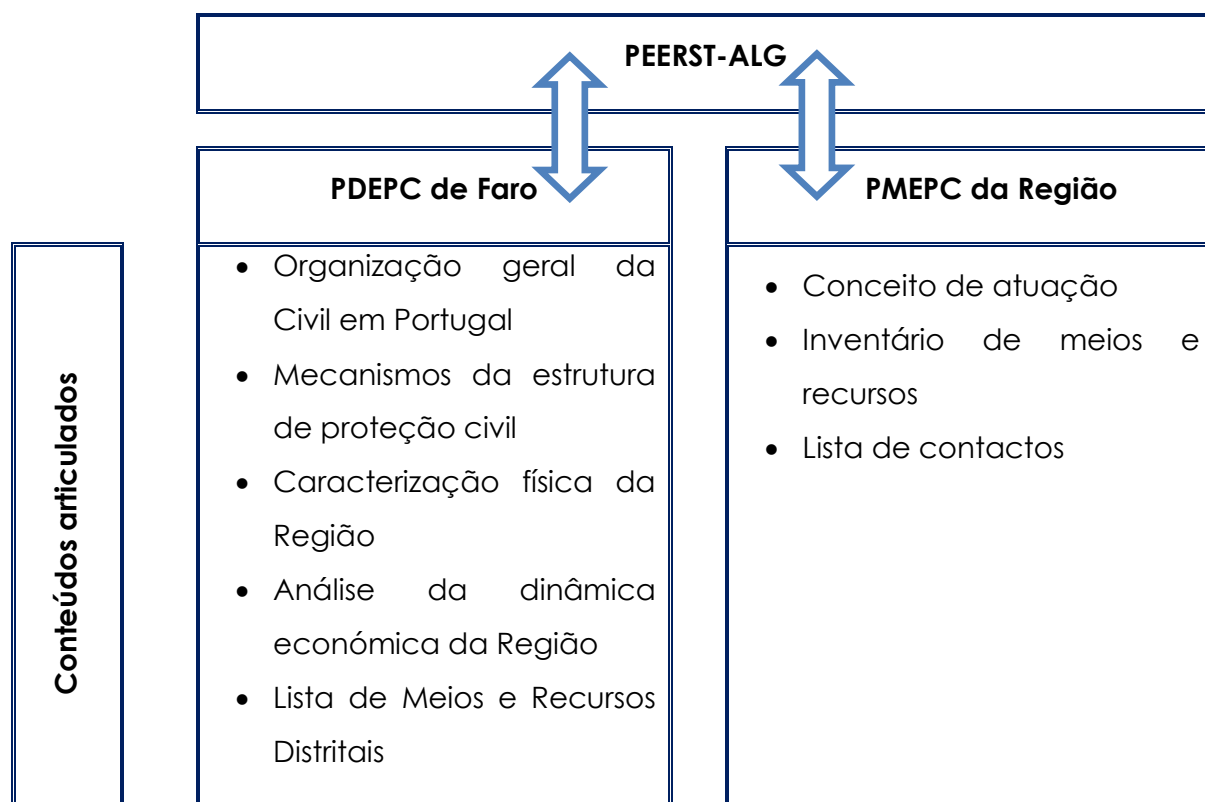 PEERST-ALG
PDEPC de Faro
PMEPC da Região
Conteúdos articulados
• Organização geral da
Civil em Portugal
• Mecanismos da estrutura
de proteção civil
• Caracterização física da
Região
• Análise da dinâmica
económica da Região
• Lista de Meios e Recursos
Distritais
• Conceito de atuação
• Inventário de meios e
recursos
• Lista de contactos